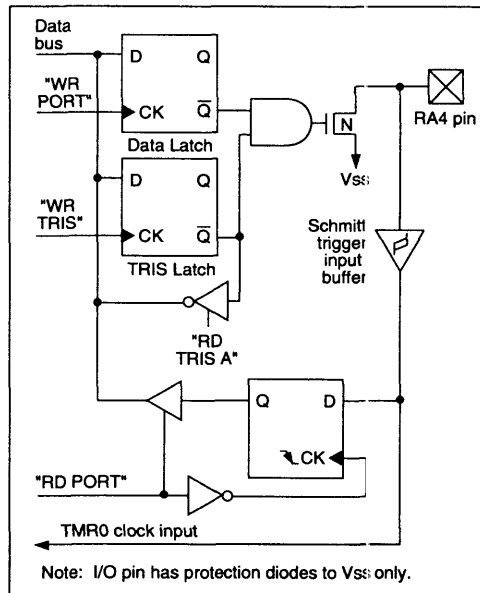 Data
bus
D
Q
"WR
PORT"
CK
Q
Data Latch
N
RA4 pin
Vss
D
Q
"WR
TRIS"
CK
Q
TRIS Latch
Schmitt
trigger
input
buffer
"RD
TRIS A"
Q
D
CK
"RD PORT"
TMR0 clock input
Note: I/O pin has protection diodes to Vss only.